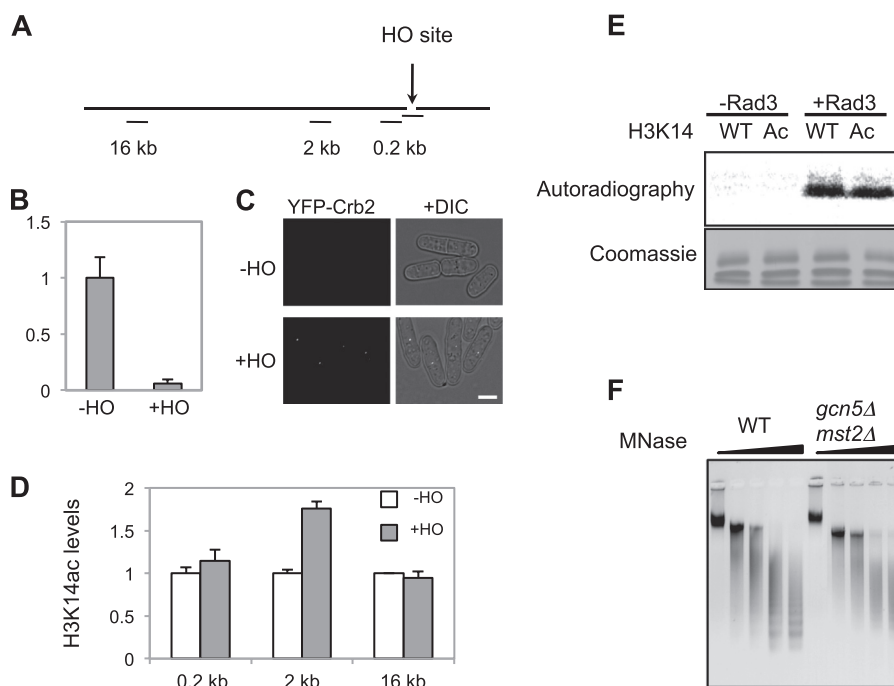 A
HO site
16 kb
2 kb
0.2 kb
B
1.5
1
0.5
0
-HO
+HO
C
YFP-Crb2
+DIC
-HO
+HO
D
H3K14ac levels
2
1.5
1
0.5
0
-HO
+HO
0.2 kb
2 kb
16 kb
E
-Rad3
+Rad3
H3K14
WT
Ac
WT
Ac
Autoradiography
Coomassie
F
MNase
WT
gcn5Δ
mst2Δ